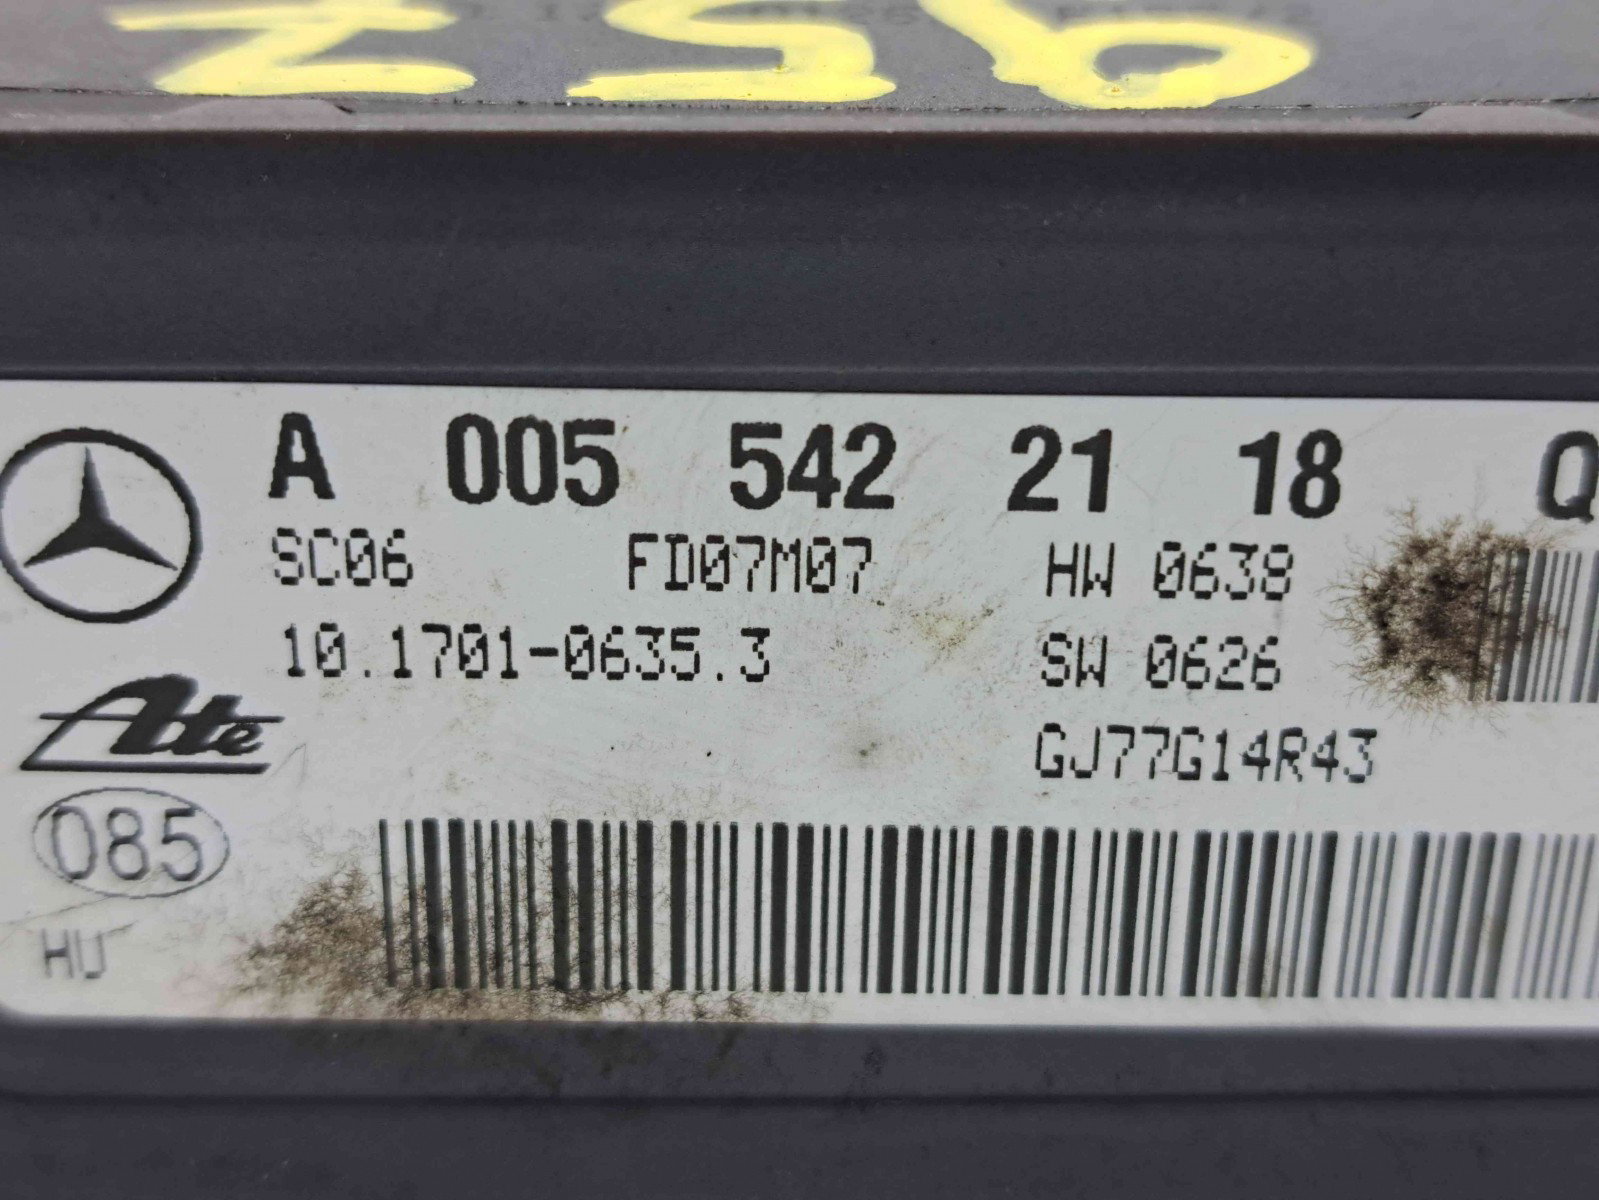 A 005 542 21 18 Q
SC06 FD07M07 HW 0638
10.1701-0635.3 SW 0626
Ate
GJ77G14R43
085
HU